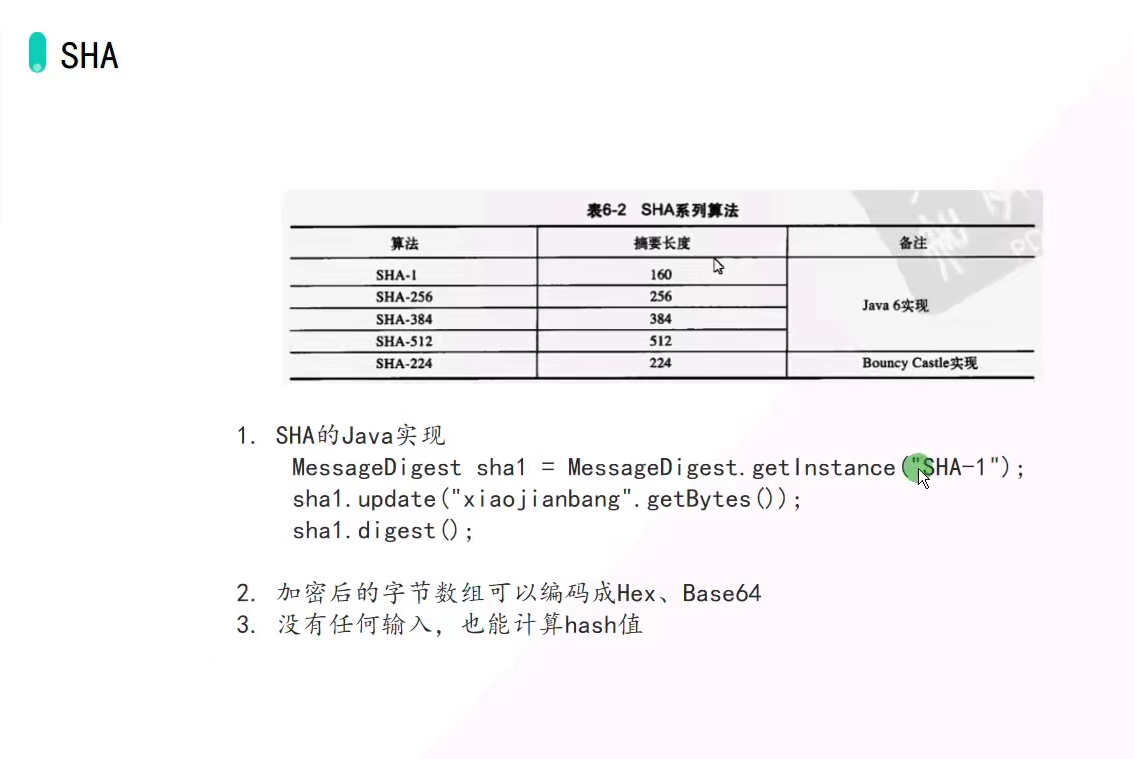 SHA
表6-2 SHA系列算法
算法 摘要长度 备注
SHA-1 160
SHA-256 256
Java 6实现
SHA-384 384
SHA-512 512
SHA-224 224 Bouncy Castle实现
1. SHA的Java实现
MessageDigest sha1 = MessageDigest.getInstance("SHA-1");
sha1.update("xiaojianbang".getBytes());
sha1.digest();
2. 加密后的字节数组可以编码成Hex、Base64
3. 没有任何输入，也能计算hash值